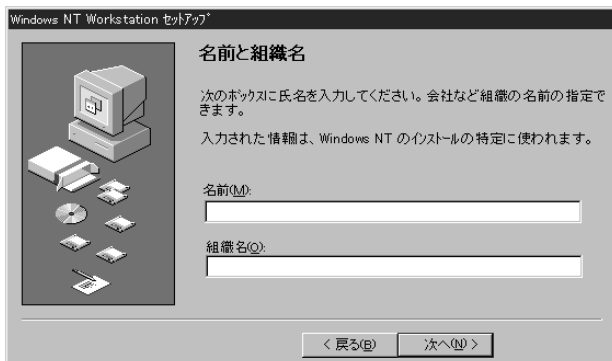 Windows NT Workstation ｾｯﾄｱｯﾌﾟ
名前と組織名
次のﾎﾞｯｸｽに氏名を入力してください。会社など組織の名前の指定で
きます。
入力された情報は、Windows NT のｲﾝｽﾄｰﾙの特定に使われます。
名前(M):
組織名(O):
< 戻る(B)
次へ(N) >